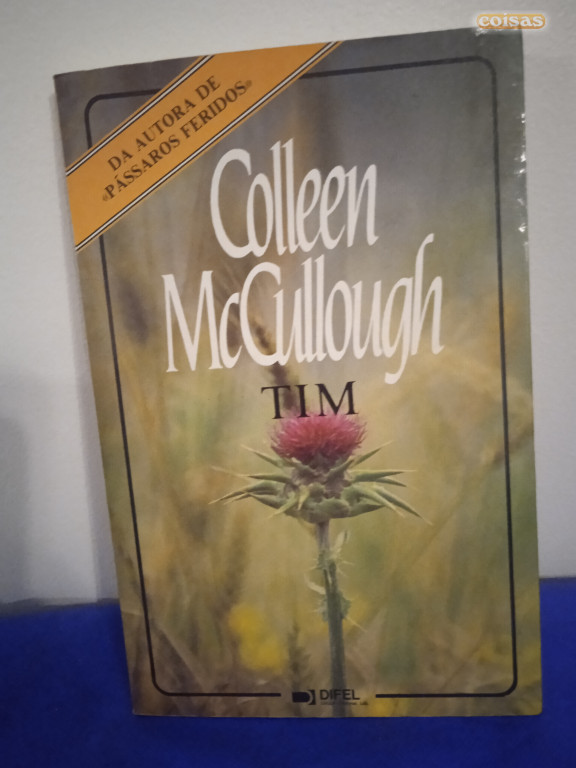 coisas
DA AUTORA DE
«PÁSSAROS FERIDOS»
Colleen
McCullough
TIM
DIFEL